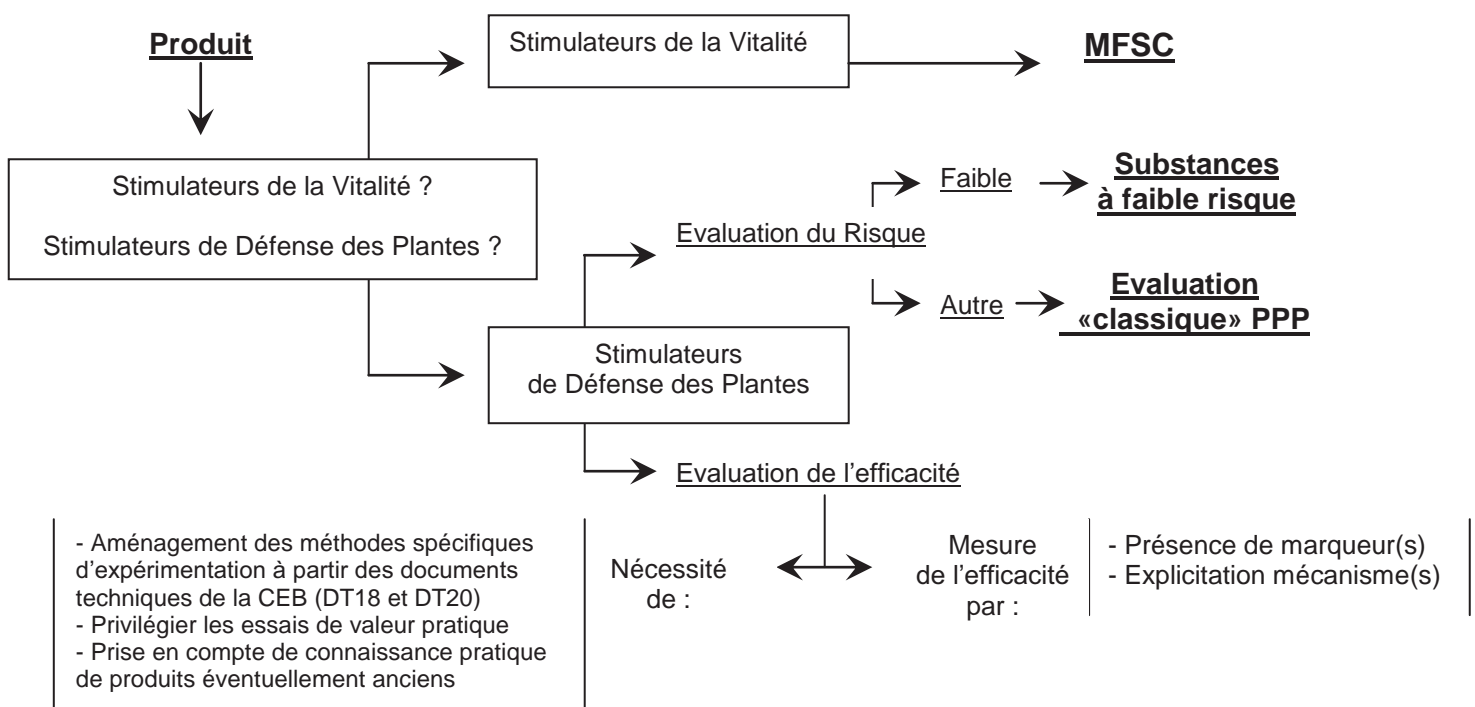 Produit
Stimulateurs de la Vitalité
MFSC
Stimulateurs de la Vitalité ?
Stimulateurs de Défense des Plantes ?
Evaluation du Risque
Faible
Substances
à faible risque
Autre
Evaluation
«classique» PPP
Stimulateurs
de Défense des Plantes
Evaluation de l’efficacité
- Aménagement des méthodes spécifiques
d’expérimentation à partir des documents
techniques de la CEB (DT18 et DT20)
- Privilégier les essais de valeur pratique
- Prise en compte de connaissance pratique
de produits éventuellement anciens
Nécessité
de :
Mesure
de l’efficacité
par :
- Présence de marqueur(s)
- Explicitation mécanisme(s)